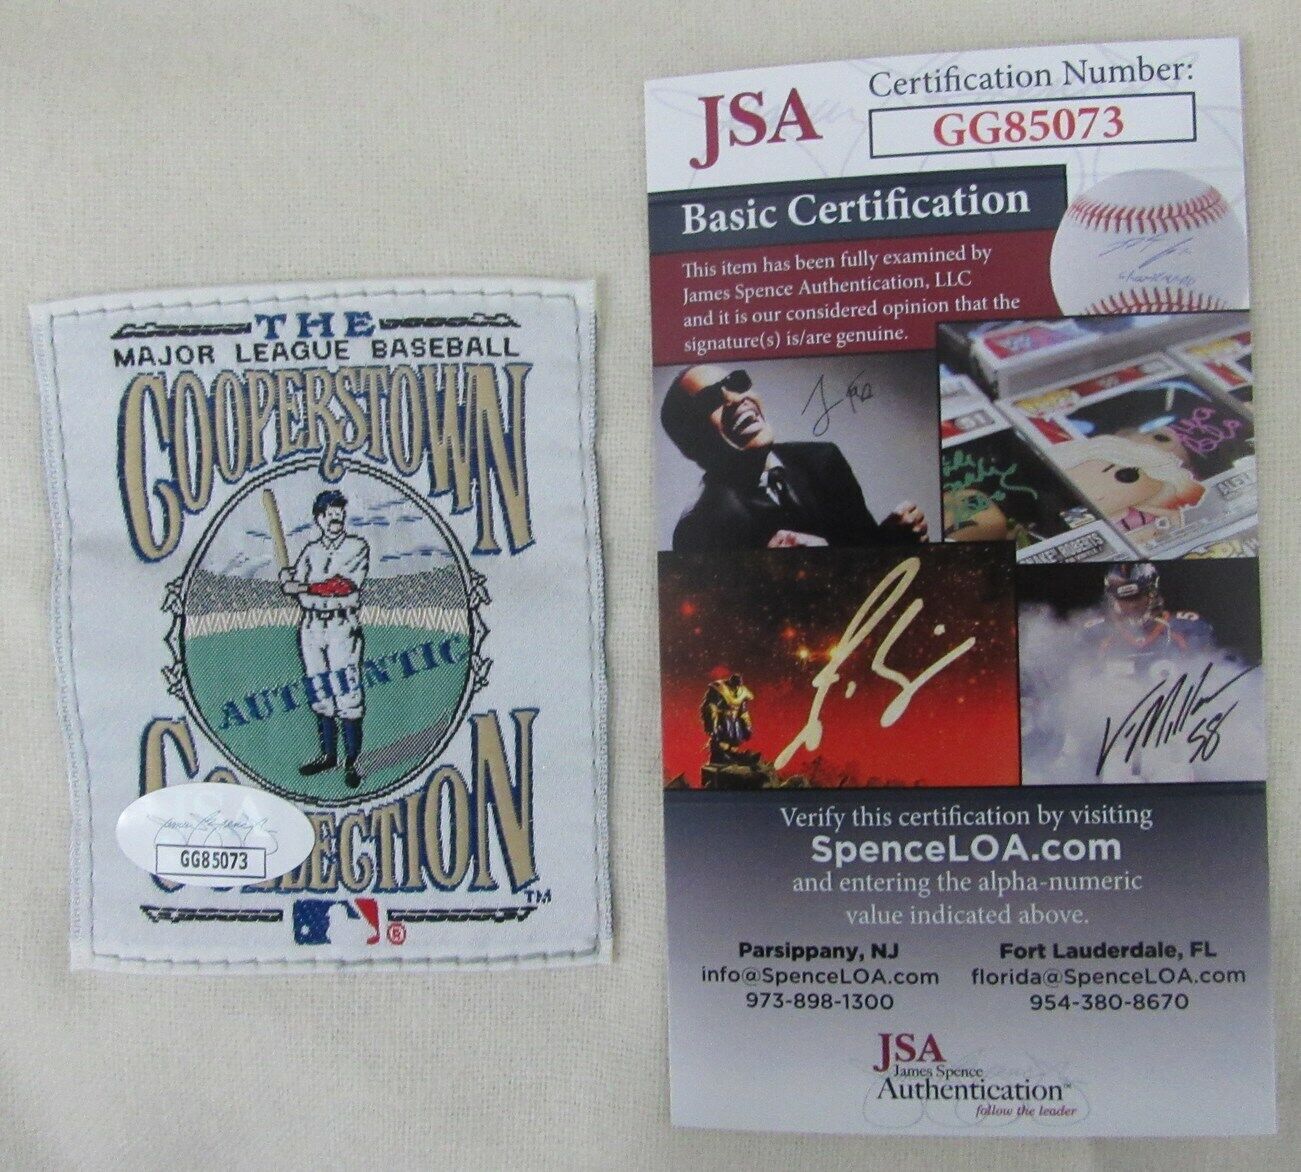 THE
MAJOR LEAGUE BASEBALL
COOPERSTOWN
AUTHENTIC
COLLECTION
TM
®
GG85073
JSA
Certification Number:
GG85073
Basic Certification
This item has been fully examined by
James Spence Authentication, LLC
and it is our considered opinion that the
signature(s) is/are genuine.
V Miller 58
Verify this certification by visiting
SpenceLOA.com
and entering the alpha-numeric
value indicated above.
Parsippany, NJ
info@SpenceLOA.com
973-898-1300
Fort Lauderdale, FL
florida@SpenceLOA.com
954-380-8670
JSA
James Spence
Authentication™
follow the leader